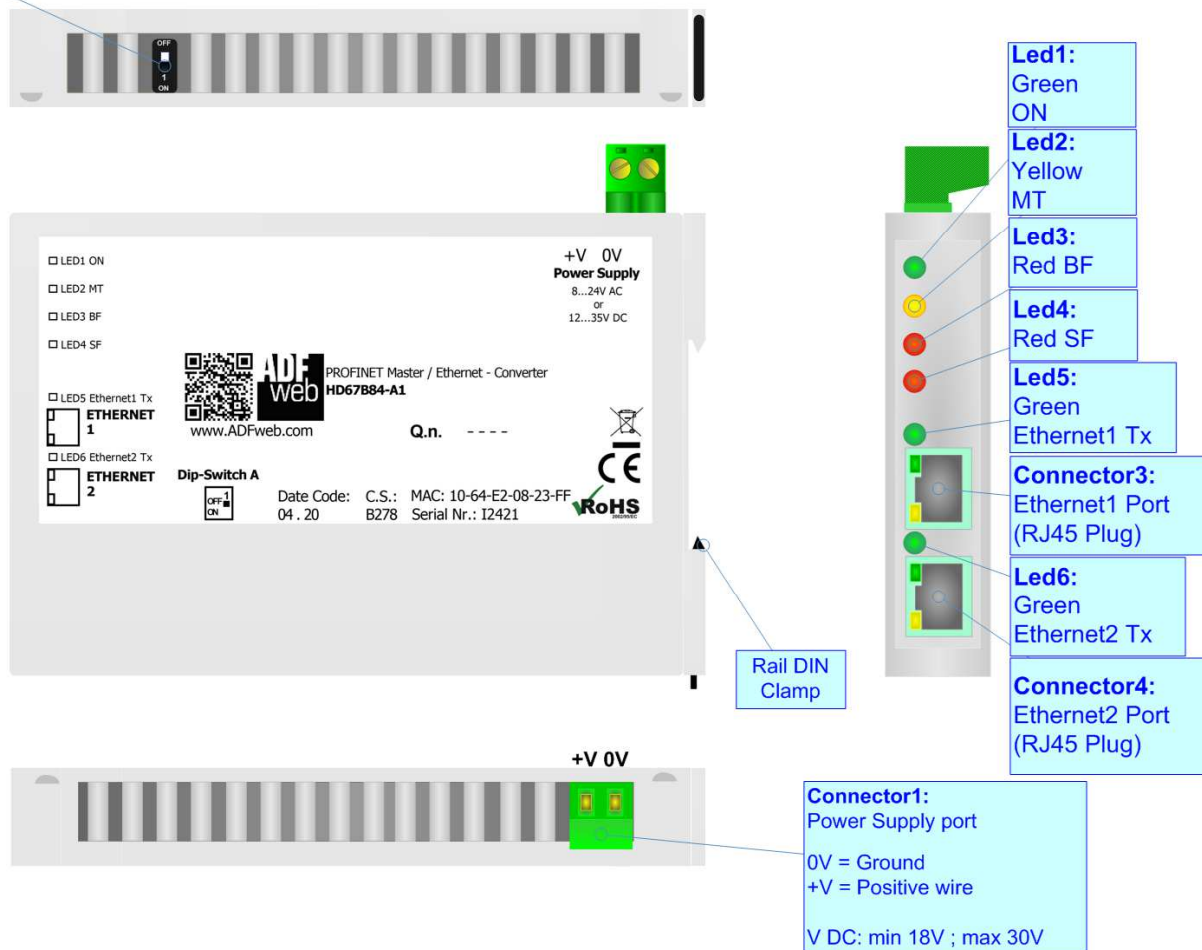 OFF
1
ON
Led1:
Green
ON
Led2:
Yellow
MT
Led3:
Red BF
Led4:
Red SF
Led5:
Green
Ethernet1 Tx
Connector3:
Ethernet1 Port
(RJ45 Plug)
Led6:
Green
Ethernet2 Tx
Connector4:
Ethernet2 Port
(RJ45 Plug)
LED1 ON
LED2 MT
LED3 BF
LED4 SF
LED5 Ethernet1 Tx
ETHERNET
1
LED6 Ethernet2 Tx
ETHERNET
2
+V 0V
Power Supply
8...24V AC
or
12...35V DC
ADF
web
PROFINET Master / Ethernet - Converter
HD67B84-A1
www.ADFweb.com
Q.n. - - - -
Dip-Switch A
OFF 1
ON
Date Code: C.S.: MAC: 10-64-E2-08-23-FF
04 . 20 B278 Serial Nr.: I2421
CE
RoHS
Rail DIN
Clamp
+V 0V
Connector1:
Power Supply port
0V = Ground
+V = Positive wire
V DC: min 18V ; max 30V